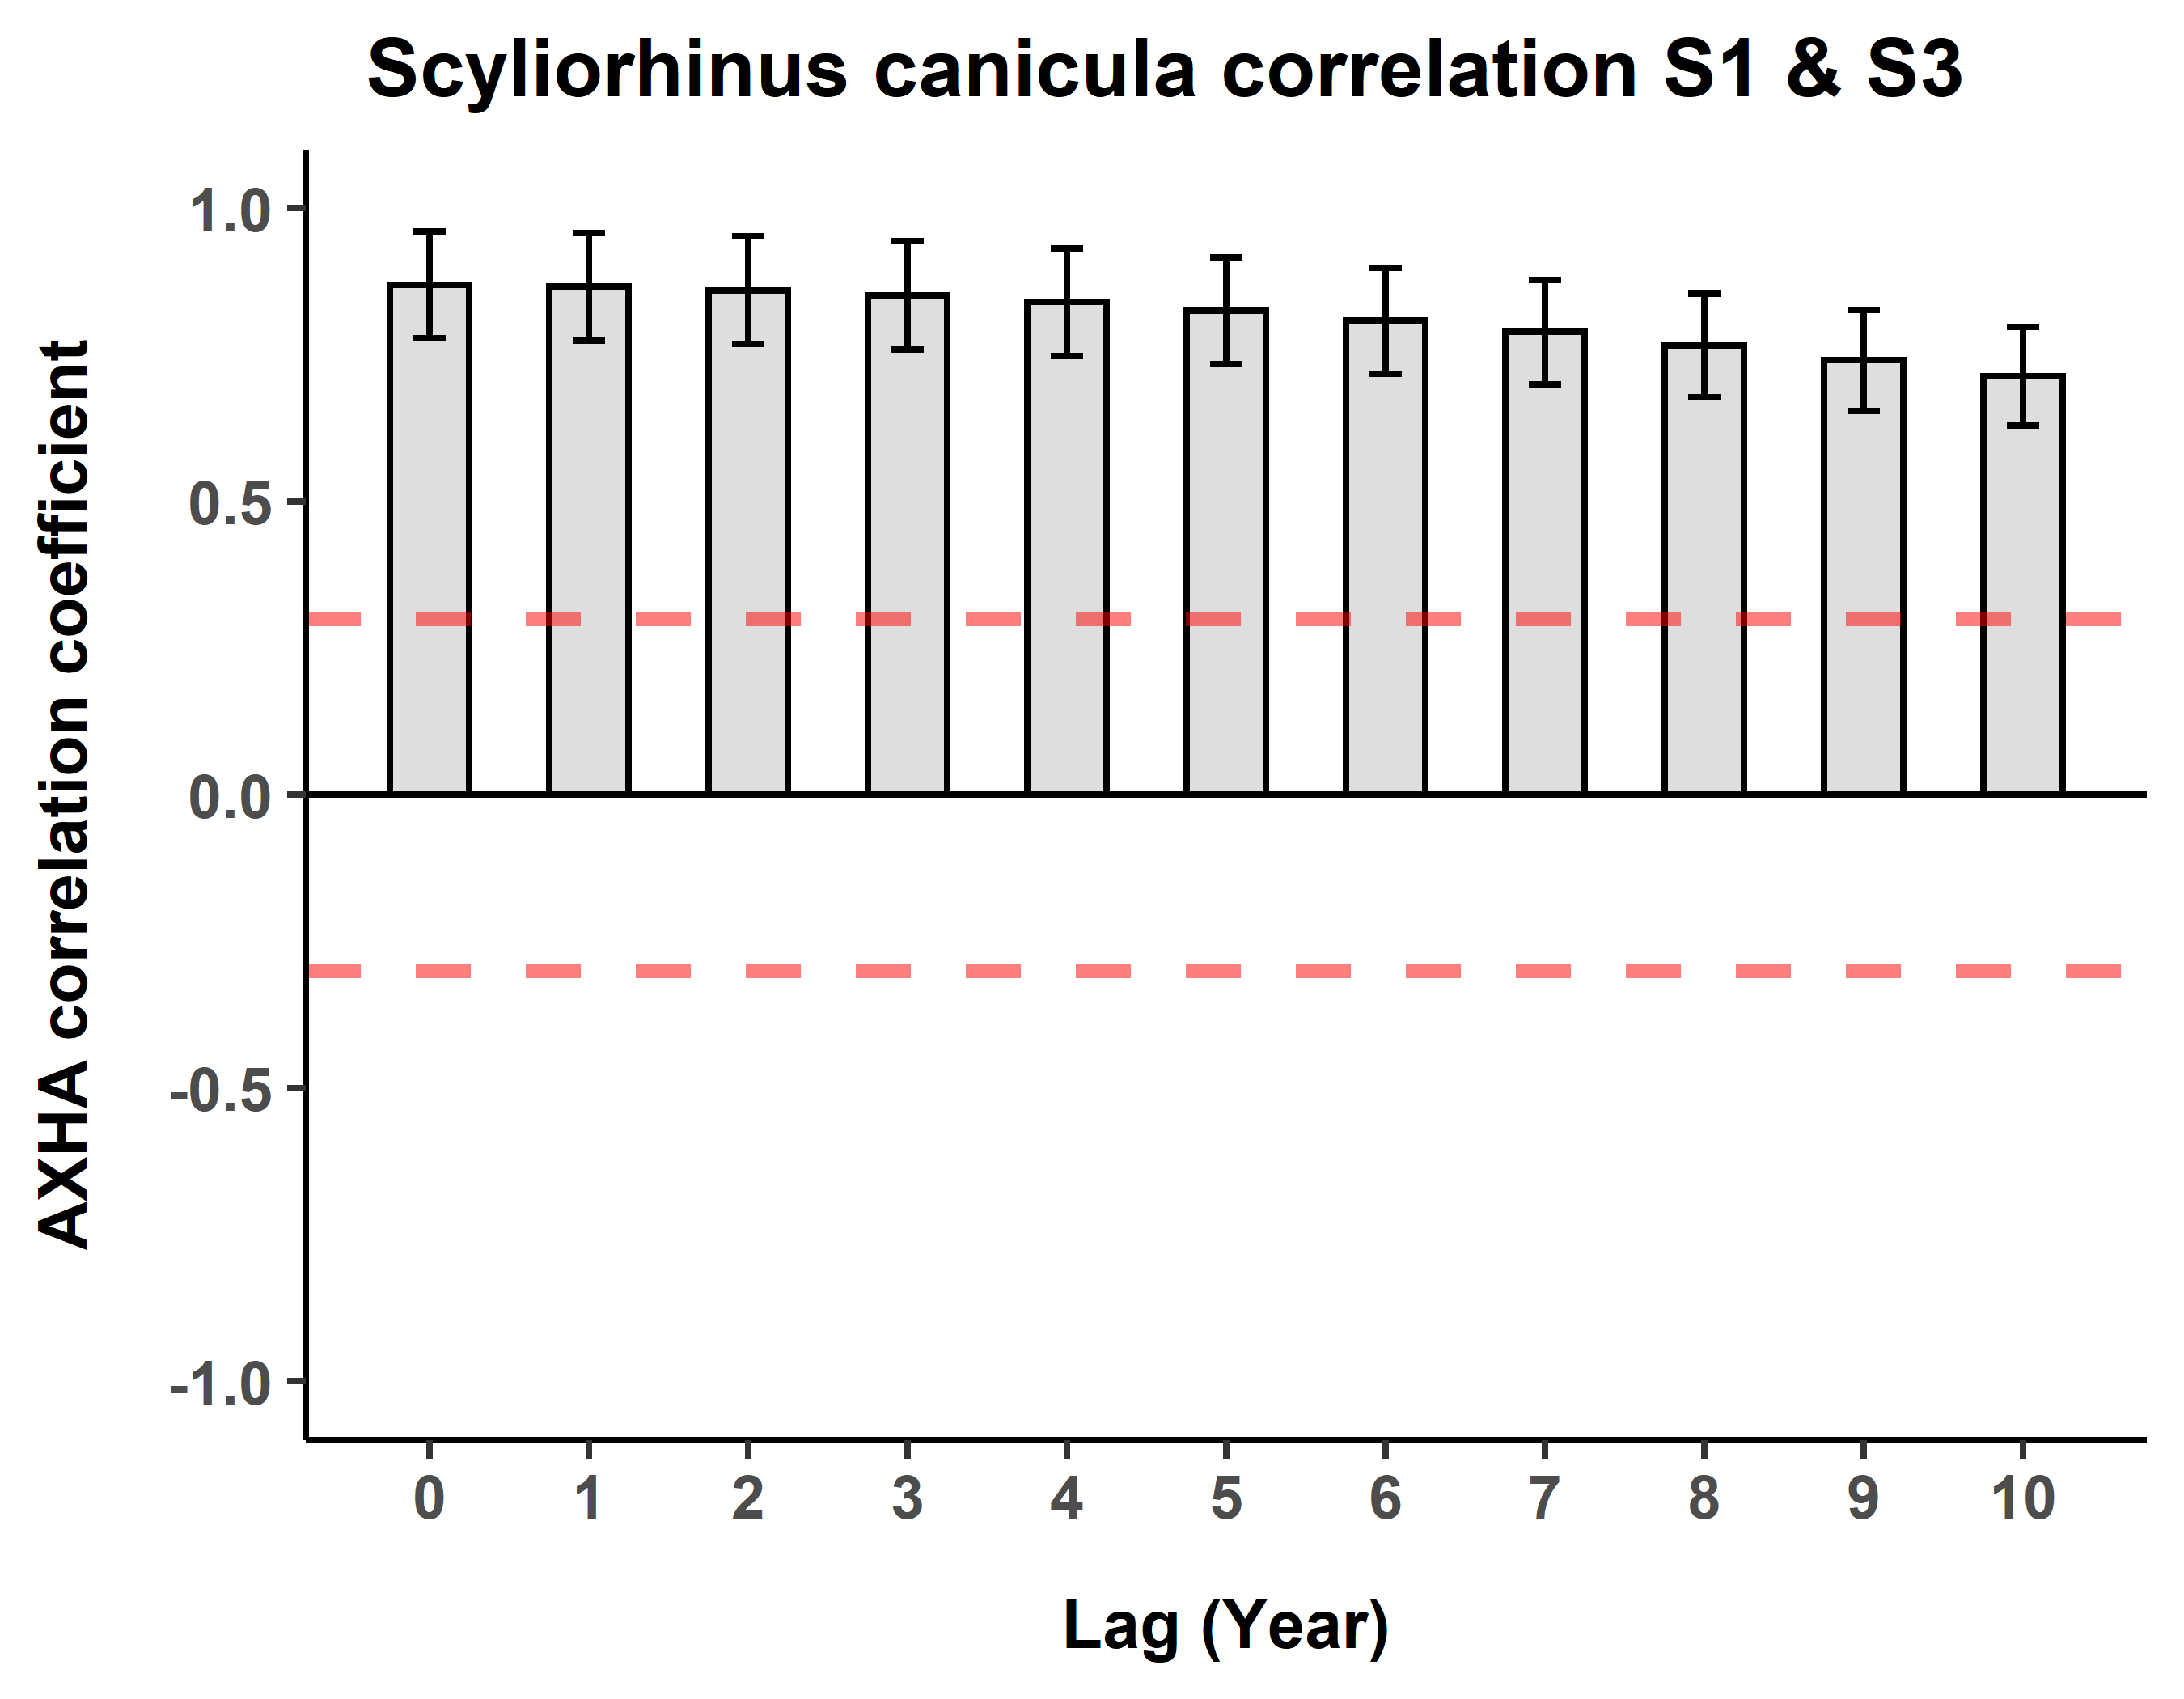 Scyliorhinus canicula correlation S1 & S3
AXHA correlation coefficient
1.0
0.5
0.0
-0.5
-1.0
0 1 2 3 4 5 6 7 8 9 10
Lag (Year)